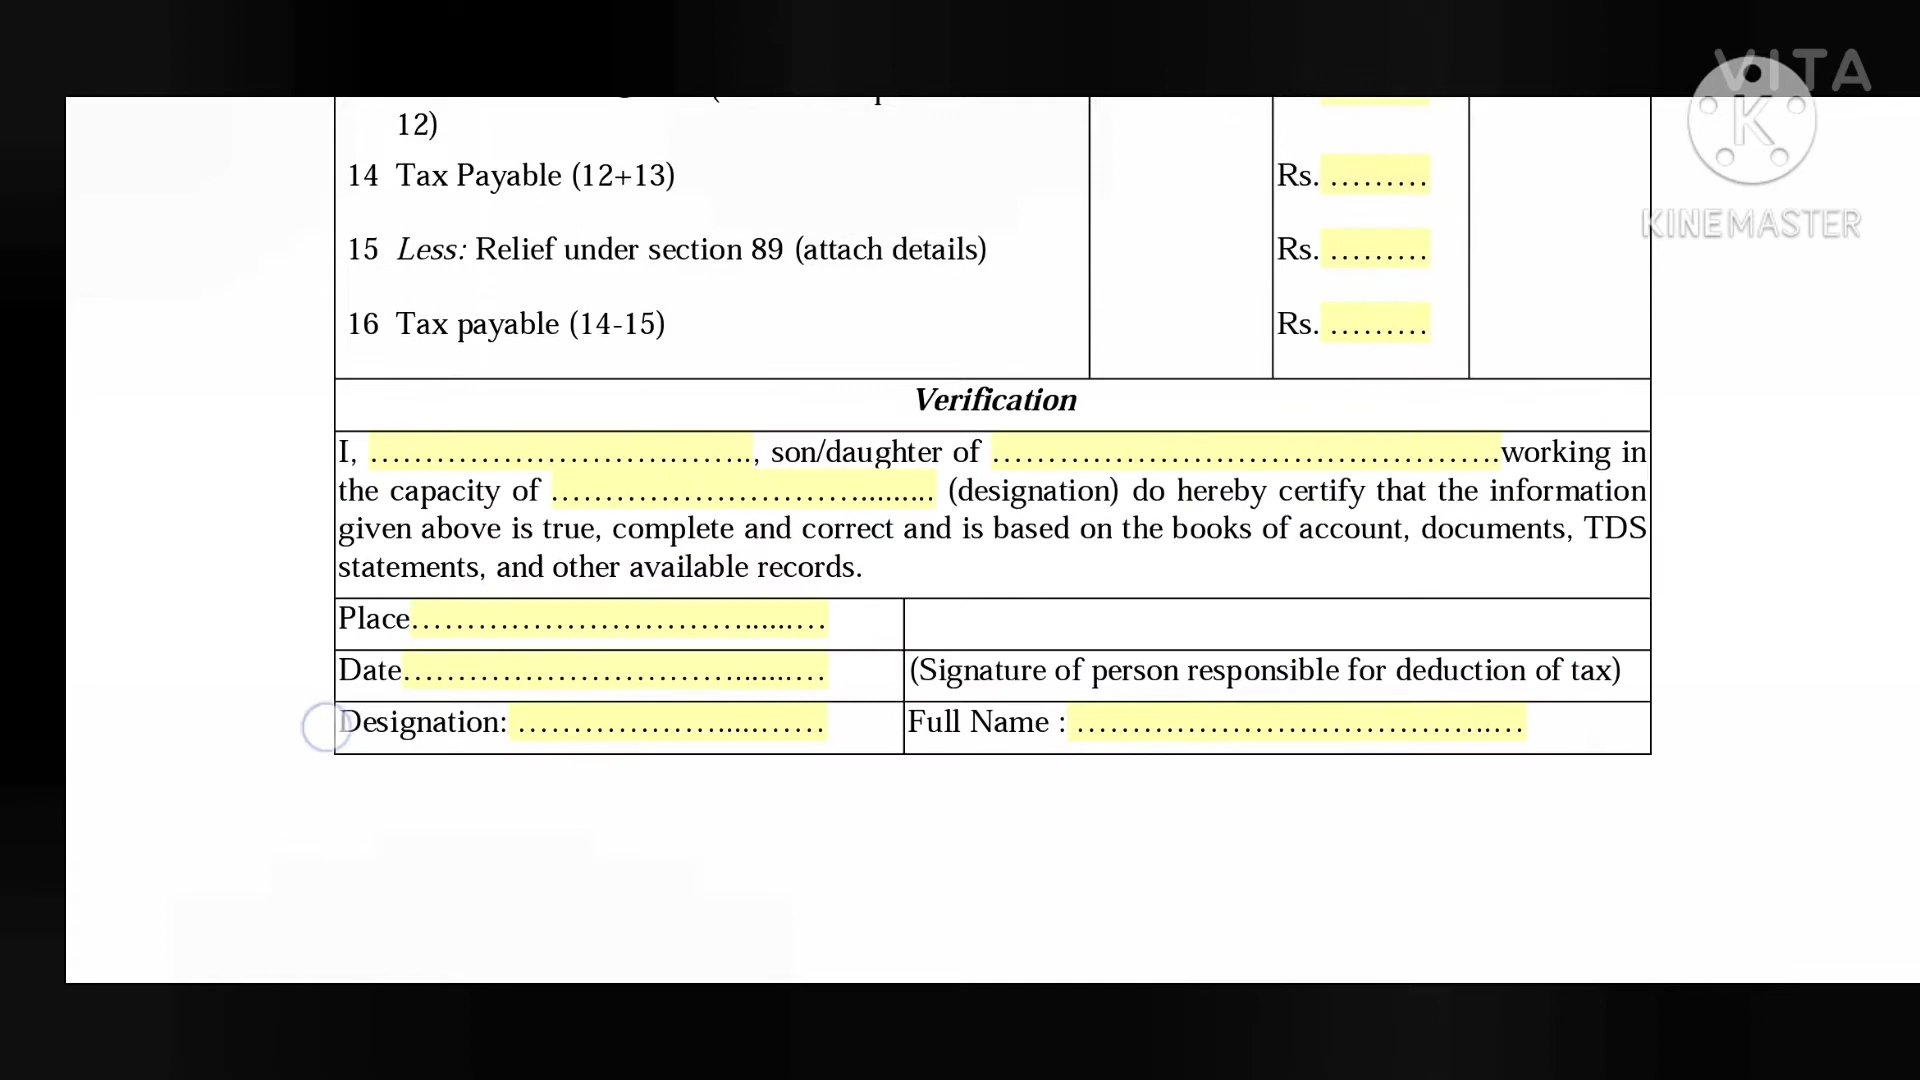 VITA
KINEMASTER
12)
14 Tax Payable (12+13) Rs. ………
15 Less: Relief under section 89 (attach details) Rs. ………
16 Tax payable (14-15) Rs. ………
Verification
I, …………………………….., son/daughter of ……………………………………….working in
the capacity of ……………………….......... (designation) do hereby certify that the information
given above is true, complete and correct and is based on the books of account, documents, TDS
statements, and other available records.
Place…………………………......…
Date…………………………......…
(Signature of person responsible for deduction of tax)
Designation: ………………....……
Full Name : …………………………………..…